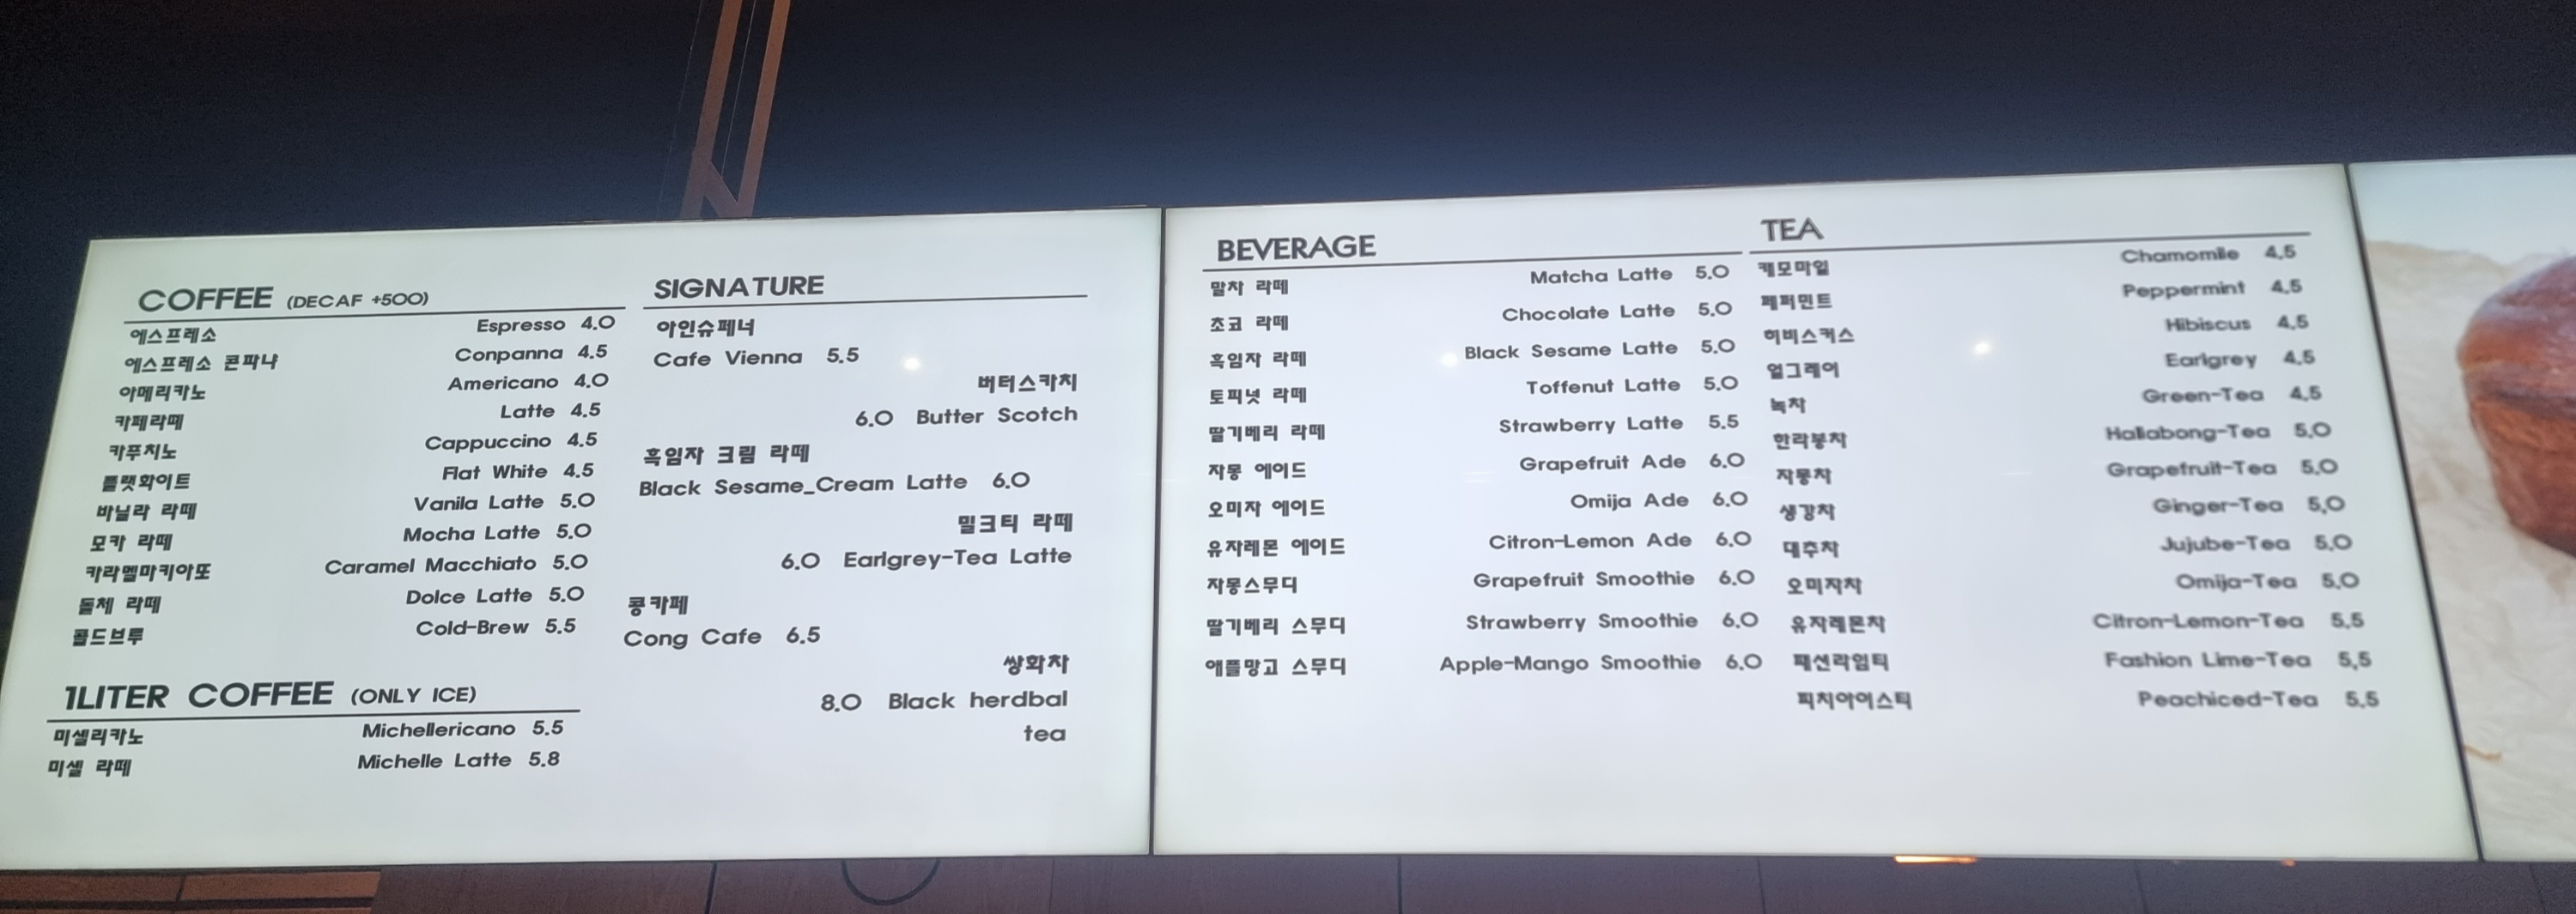 COFFEE (DECAF +500)
에스프레소 Espresso 4.0
에스프레소 콘파냐 Conpanna 4.5
아메리카노 Americano 4.0
카페라떼 Latte 4.5
카푸치노 Cappuccino 4.5
플랫화이트 Flat White 4.5
바닐라 라떼 Vanila Latte 5.0
모카 라떼 Mocha Latte 5.0
카라멜마키아또 Caramel Macchiato 5.0
돌체 라떼 Dolce Latte 5.0
콜드브루 Cold-Brew 5.5
1LITER COFFEE (ONLY ICE)
미셸리카노 Michellericano 5.5
미셸 라떼 Michelle Latte 5.8
SIGNATURE
아인슈페너
Cafe Vienna 5.5
버터스카치
6.0 Butter Scotch
흑임자 크림 라떼
Black Sesame_Cream Latte 6.0
밀크티 라떼
6.0 Earlgrey-Tea Latte
콩카페
Cong Cafe 6.5
쌍화차
8.0 Black herdbal
tea
BEVERAGE
말차 라떼 Matcha Latte 5.0
초코 라떼 Chocolate Latte 5.0
흑임자 라떼 Black Sesame Latte 5.0
토피넛 라떼 Toffenut Latte 5.0
딸기베리 라떼 Strawberry Latte 5.5
자몽 에이드 Grapefruit Ade 6.0
오미자 에이드 Omija Ade 6.0
유자레몬 에이드 Citron-Lemon Ade 6.0
자몽스무디 Grapefruit Smoothie 6.0
딸기베리 스무디 Strawberry Smoothie 6.0
애플망고 스무디 Apple-Mango Smoothie 6.0
TEA
캐모마일 Chamomile 4.5
페퍼민트 Peppermint 4.5
히비스커스 Hibiscus 4.5
얼그레이 Earlgrey 4.5
녹차 Green-Tea 4.5
한라봉차 Hallabong-Tea 5.0
자몽차 Grapefruit-Tea 5.0
생강차 Ginger-Tea 5.0
대추차 Jujube-Tea 5.0
오미자차 Omija-Tea 5.0
유자레몬차 Citron-Lemon-Tea 5.5
패션라임티 Fashion Lime-Tea 5.5
피치아이스티 Peachiced-Tea 5.5